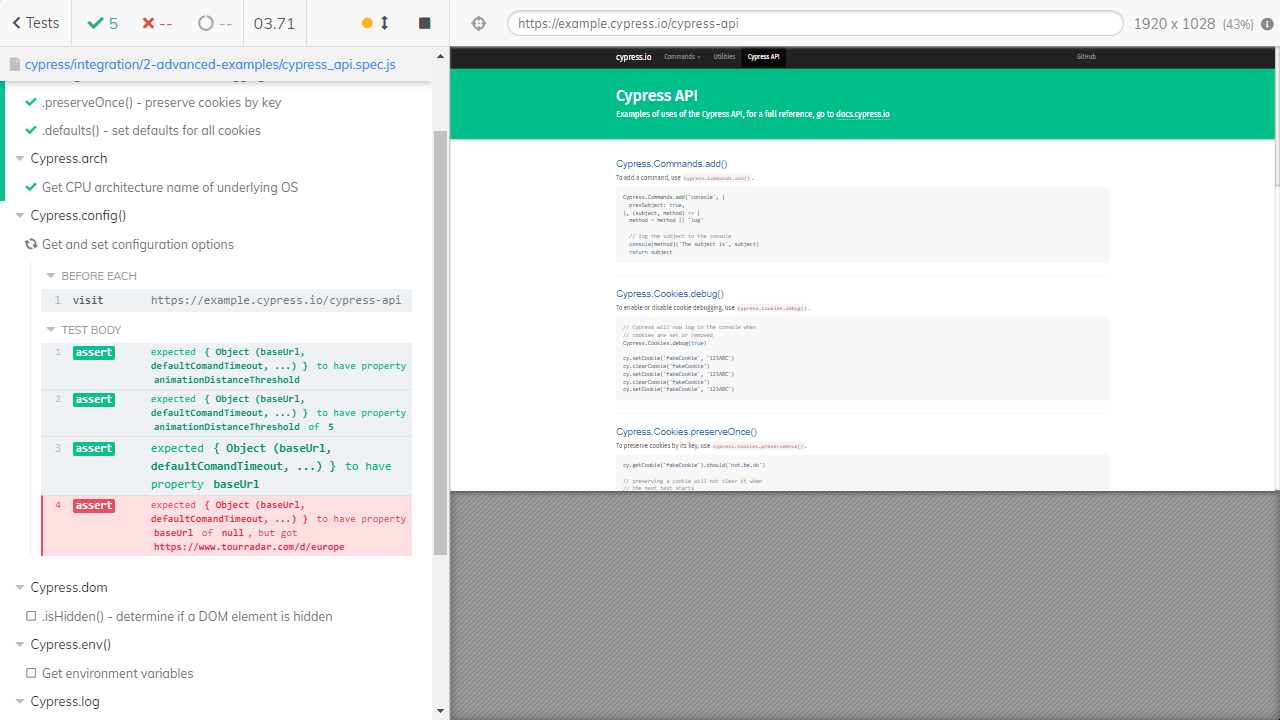 Tests
5
--
--
03.71
https://example.cypress.io/cypress-api
1920 x 1028 (43%)
cypress/integration/2-advanced-examples/cypress_api.spec.js
.preserveOnce() - preserve cookies by key
.defaults() - set defaults for all cookies
Cypress.arch
Get CPU architecture name of underlying OS
Cypress.config()
Get and set configuration options
BEFORE EACH
1 visit https://example.cypress.io/cypress-api
TEST BODY
1 assert expected { Object (baseUrl,
defaultComandTimeout, ...) } to have property
animationDistanceThreshold
2 assert expected { Object (baseUrl,
defaultComandTimeout, ...) } to have property
animationDistanceThreshold of 5
3 assert expected { Object (baseUrl,
defaultComandTimeout, ...) } to have
property baseUrl
4 assert expected { Object (baseUrl,
defaultComandTimeout, ...) } to have property
baseUrl of null , but got
https://www.tourradar.com/d/europe
Cypress.dom
.isHidden() - determine if a DOM element is hidden
Cypress.env()
Get environment variables
Cypress.log
cypress.io Commands Utilities Cypress API GitHub
Cypress API
Examples of uses of the Cypress API, for a full reference, go to docs.cypress.io
Cypress.Commands.add()
To add a command, use Cypress.Commands.add().
Cypress.Commands.add('console', {
prevSubject: true,
}, (subject, method) => {
method = method || 'log'
// log the subject to the console
console[method]('The subject is', subject)
return subject
Cypress.Cookies.debug()
To enable or disable cookie debugging, use Cypress.Cookies.debug().
// Cypress will now log in the console when
// cookies are set or removed
Cypress.Cookies.debug(true)
cy.setCookie('fakeCookie', '123ABC')
cy.clearCookie('fakeCookie')
cy.setCookie('fakeCookie', '123ABC')
cy.clearCookie('fakeCookie')
cy.setCookie('fakeCookie', '123ABC')
Cypress.Cookies.preserveOnce()
To preserve cookies by its key, use Cypress.Cookies.preserveOnce().
cy.getCookie('fakeCookie').should('not.be.ok')
// preserving a cookie will not clear it when
// the next test starts